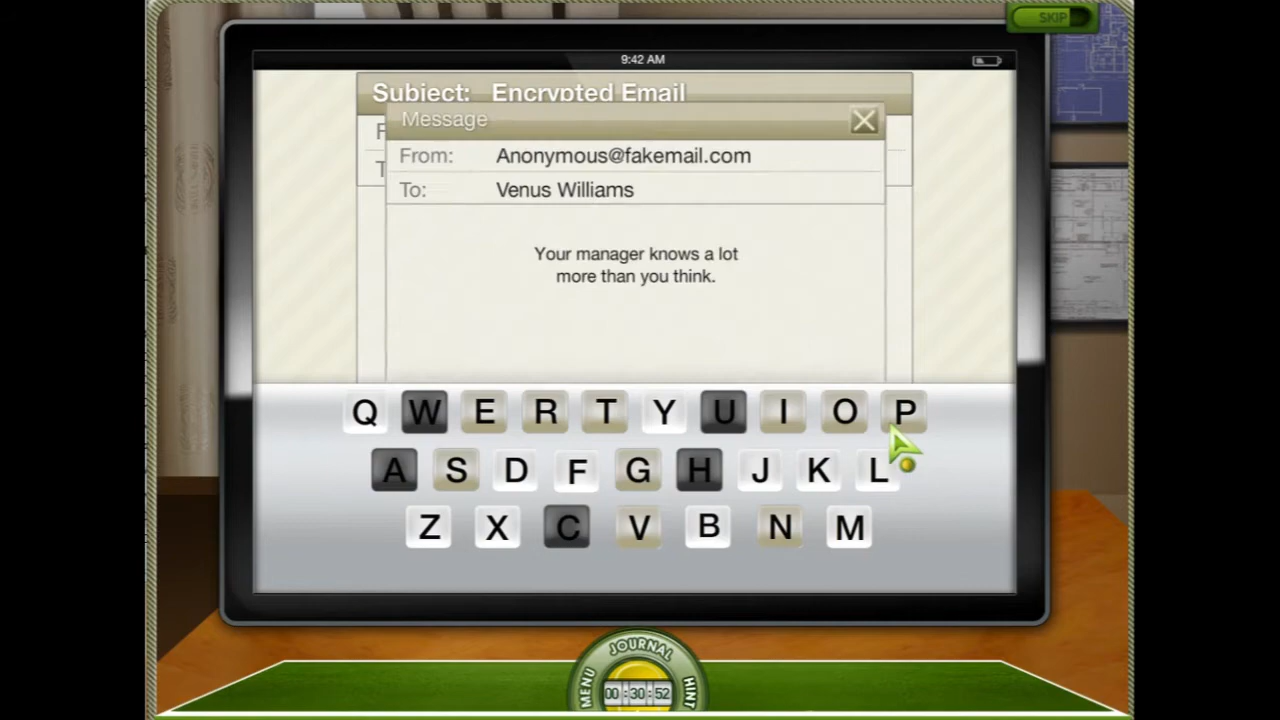 SKIP
9:42 AM
Subject: Encrypted Email
Message
F
From: Anonymous@fakemail.com
T
To: Venus Williams
Your manager knows a lot
more than you think.
Q W E R T Y U I O P
A S D F G H J K L
Z X C V B N M
JOURNAL
MENU
HINT
00:30:52